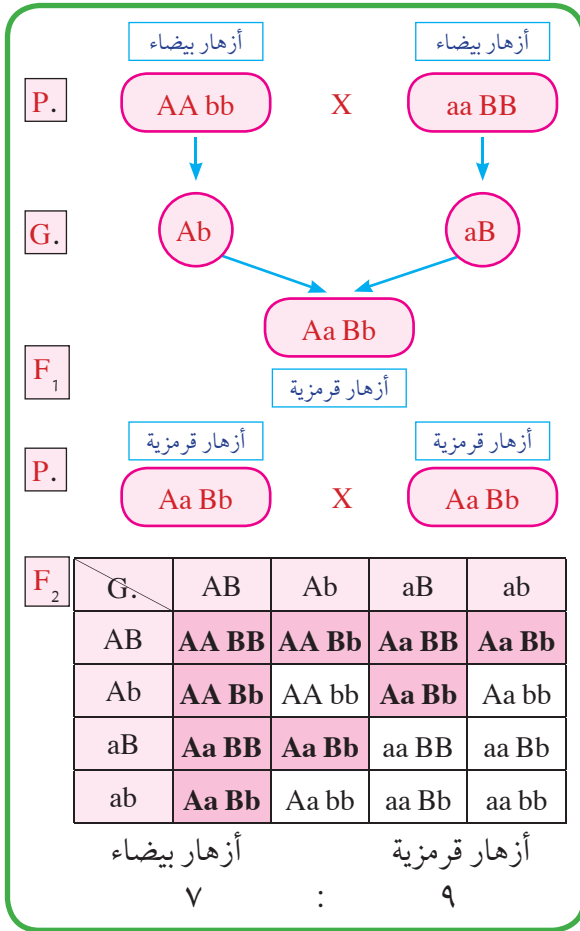 أزهار بيضاء أزهار بيضاء
P. AA bb X aa BB
G. Ab aB
Aa Bb
F1
أزهار قرمزية
أزهار قرمزية أزهار قرمزية
P. Aa Bb X Aa Bb
F2 G. AB Ab aB ab
AB AA BB AA Bb Aa BB Aa Bb
Ab AA Bb AA bb Aa Bb Aa bb
aB Aa BB Aa Bb aa BB aa Bb
ab Aa Bb Aa bb aa Bb aa bb
أزهار قرمزية أزهار بيضاء
٩ : ٧